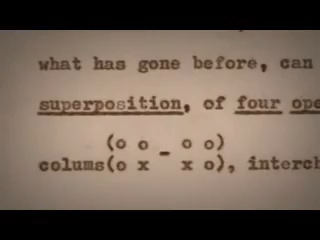 what has gone before, can
superposition, of four ope
(o o _ o o)
colums(o x   x o), interch